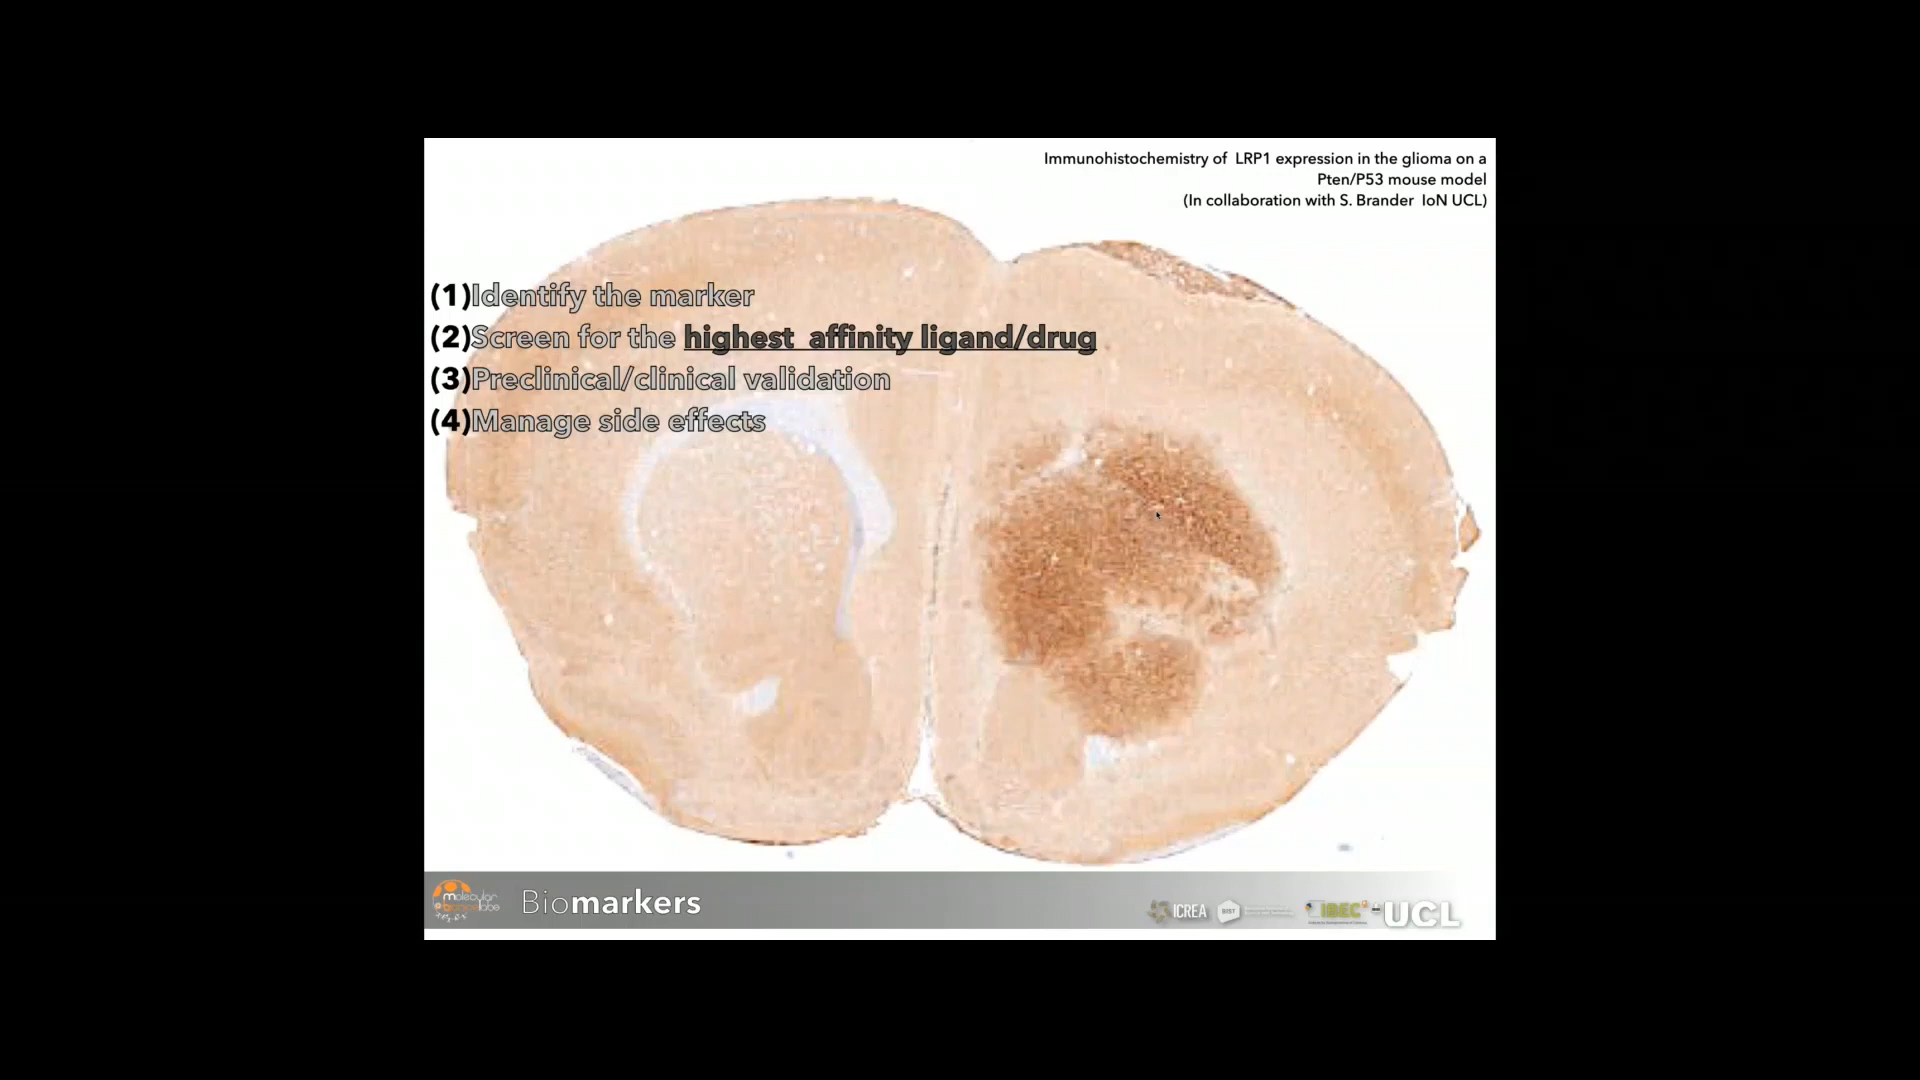 Immunohistochemistry of LRP1 expression in the glioma on a
Pten/P53 mouse model
(In collaboration with S. Brander IoN UCL)
(1)Identify the marker
(2)Screen for the highest affinity ligand/drug
(3)Preclinical/clinical validation
(4)Manage side effects
molecular
Biomarkers
ICREA
BIST
IBEC
UCL